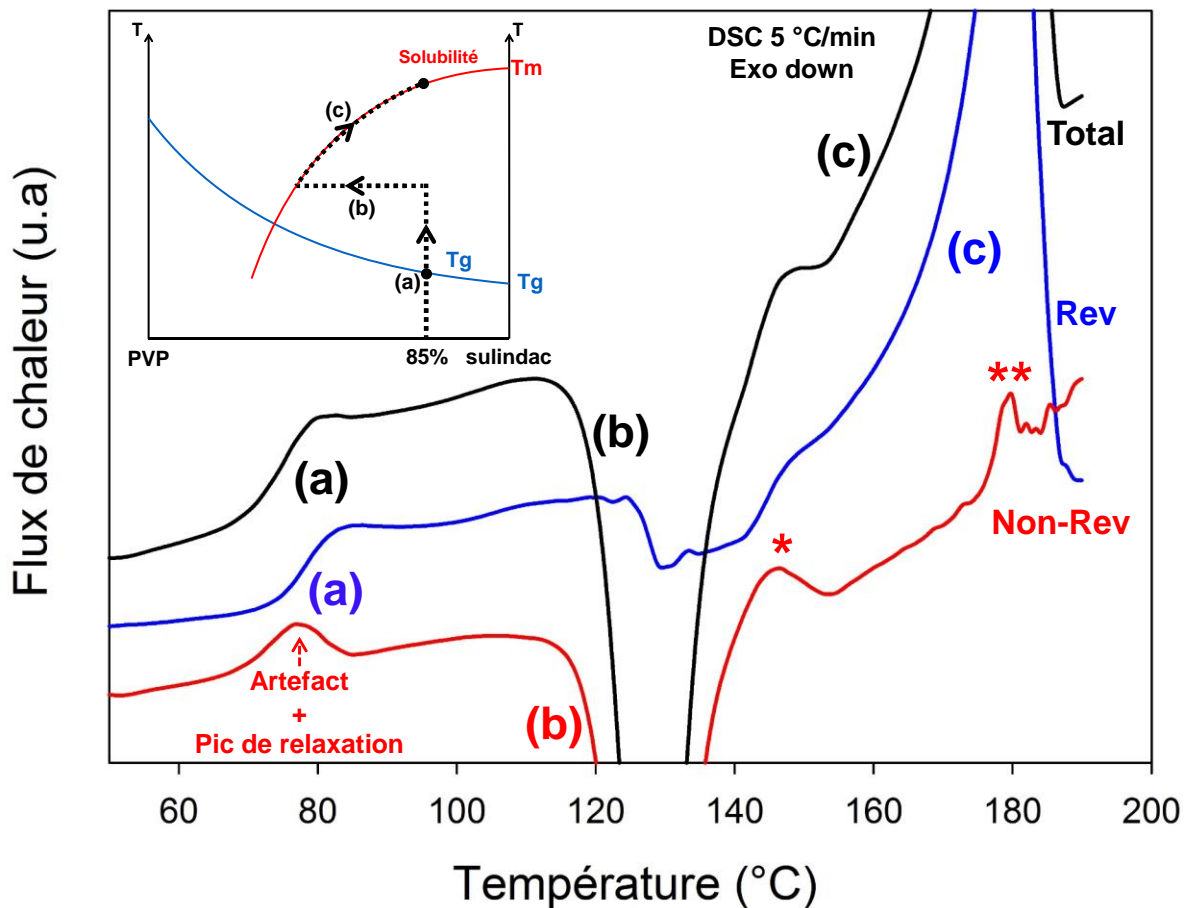 T
T
Solubilité
Tm
(c)
(b)
Tg
(a)
Tg
PVP
85% sulindac
DSC 5 °C/min
Exo down
Total
(c)
(c)
Rev
**
Non-Rev
(b)
(a)
(a)
*
Artefact
+
Pic de relaxation
(b)
Flux de chaleur (u.a)
60 80 100 120 140 160 180 200
Température (°C)